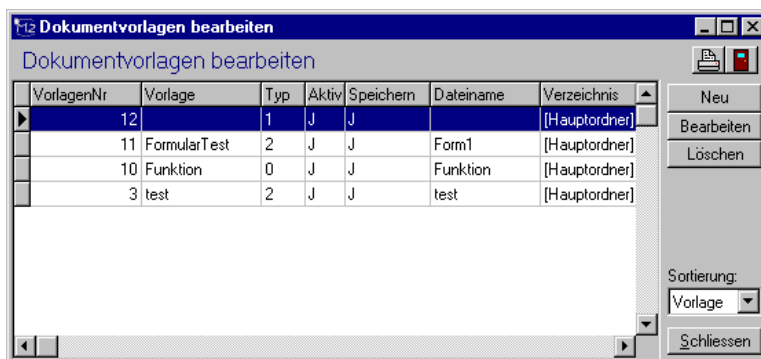 M2 Dokumentvorlagen bearbeiten
Dokumentvorlagen bearbeiten
VorlagenNr Vorlage Typ Aktiv Speichern Dateiname Verzeichnis
12 1 J J [Hauptordner]
11 FormularTest 2 J J Form1 [Hauptordner]
10 Funktion 0 J J Funktion [Hauptordner]
3 test 2 J J test [Hauptordner]
Neu
Bearbeiten
Löschen
Sortierung:
Vorlage
Schliessen